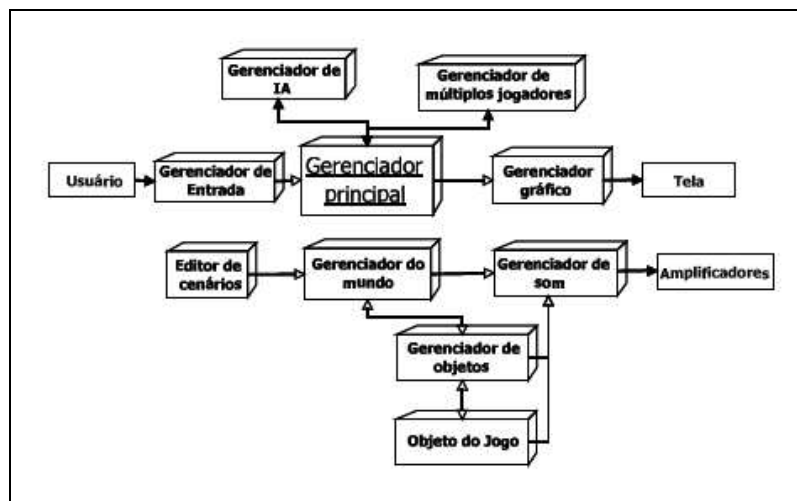 Gerenciador de
IA
Gerenciador de
múltiplos jogadores
Usuário
Gerenciador de
Entrada
Gerenciador
principal
Gerenciador
gráfico
Tela
Editor de
cenários
Gerenciador do
mundo
Gerenciador de
som
Amplificadores
Gerenciador de
objetos
Objeto do Jogo